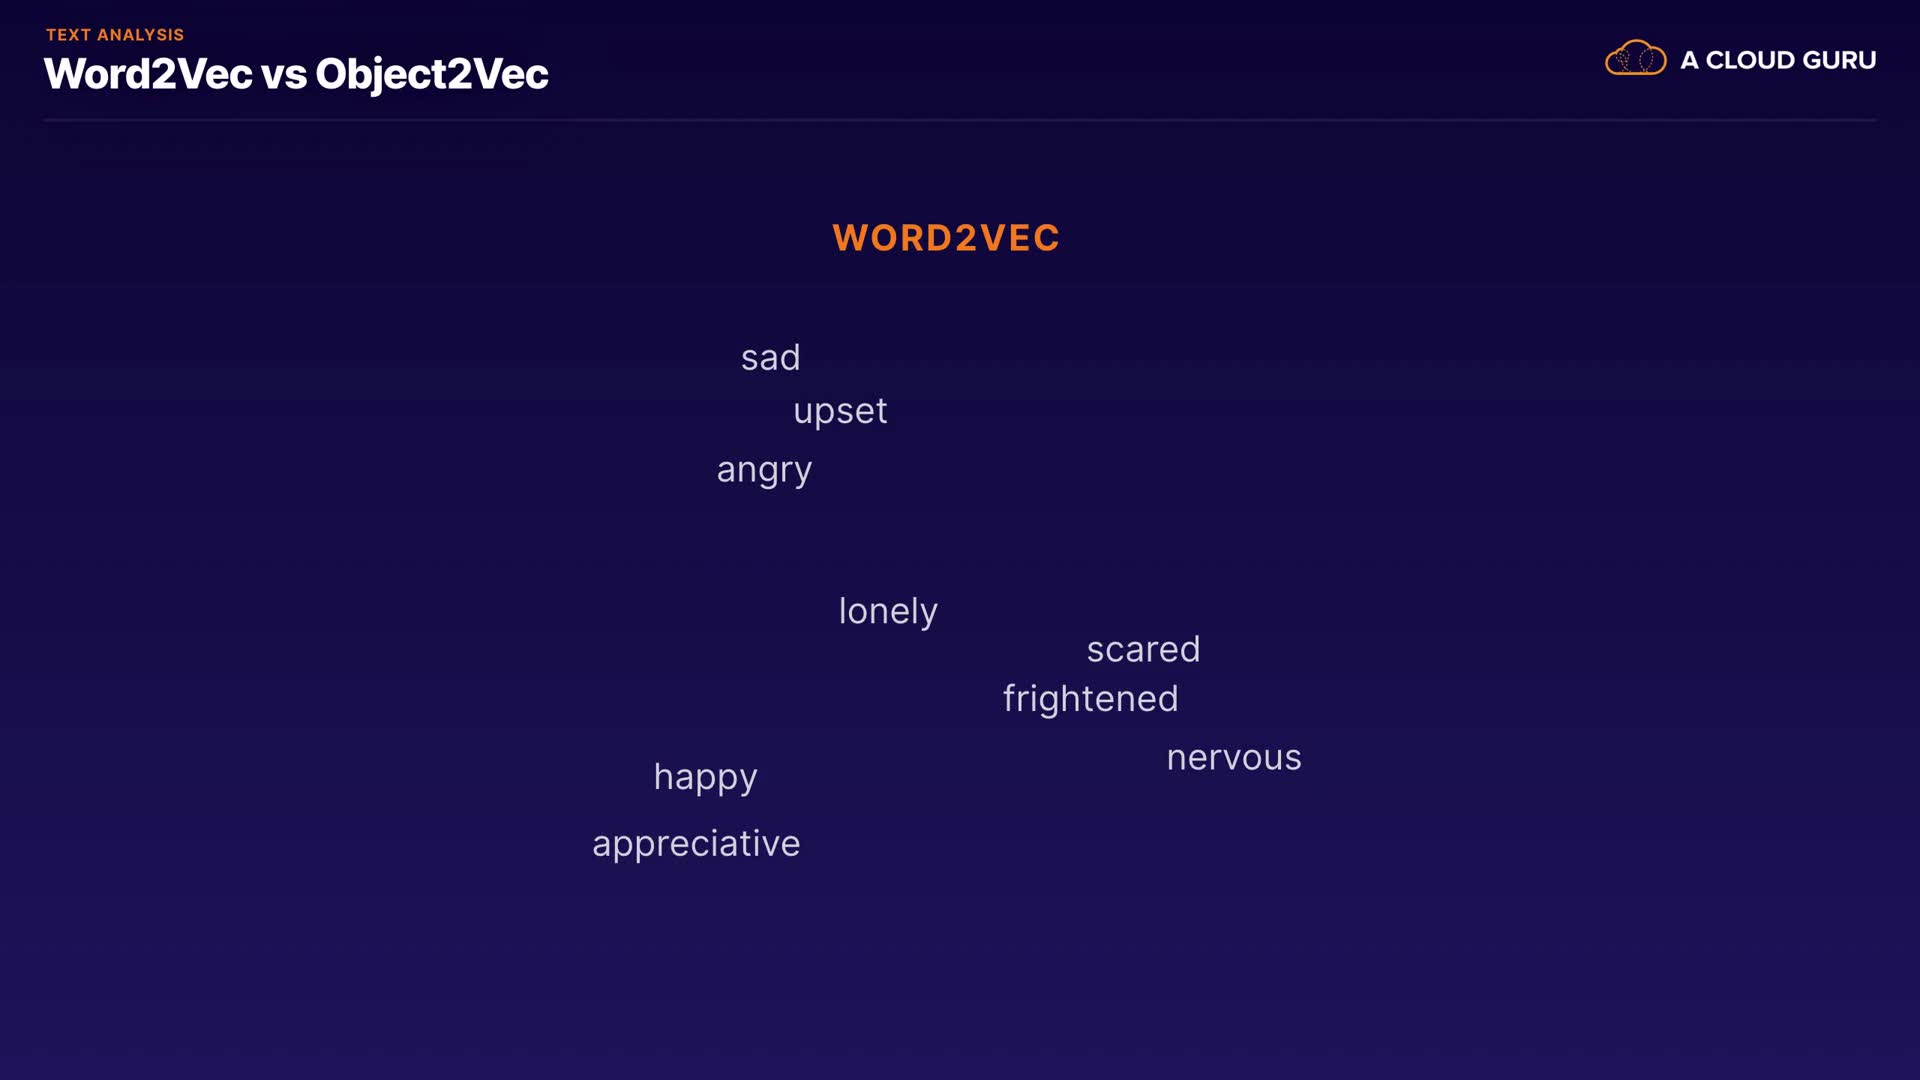 TEXT ANALYSIS
Word2Vec vs Object2Vec
A CLOUD GURU
WORD2VEC
sad
upset
angry
lonely
scared
frightened
nervous
happy
appreciative